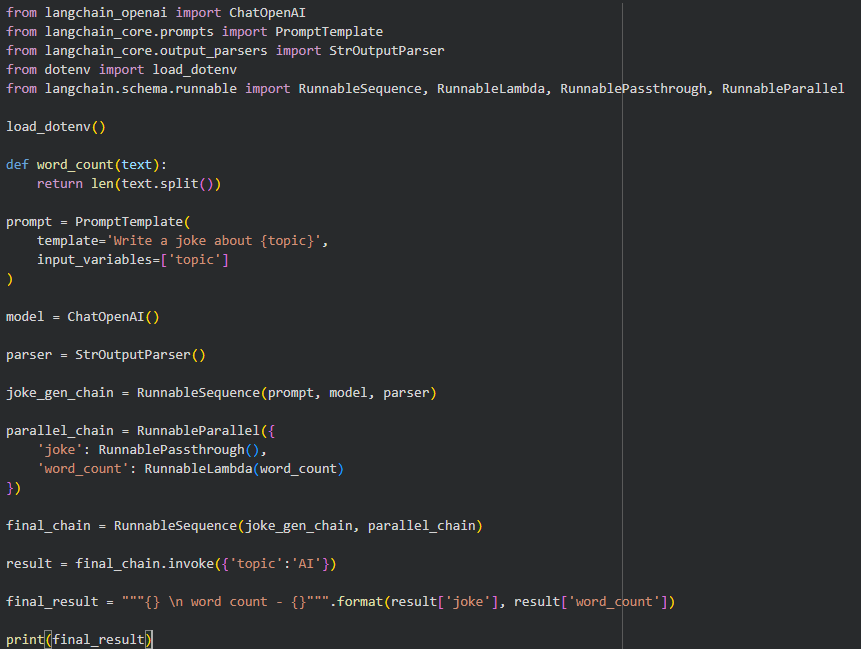 from langchain_openai import ChatOpenAI
from langchain_core.prompts import PromptTemplate
from langchain_core.output_parsers import StrOutputParser
from dotenv import load_dotenv
from langchain.schema.runnable import RunnableSequence, RunnableLambda, RunnablePassthrough, RunnableParallel

load_dotenv()

def word_count(text):
    return len(text.split())

prompt = PromptTemplate(
    template='Write a joke about {topic}',
    input_variables=['topic']
)

model = ChatOpenAI()

parser = StrOutputParser()

joke_gen_chain = RunnableSequence(prompt, model, parser)

parallel_chain = RunnableParallel({
    'joke': RunnablePassthrough(),
    'word_count': RunnableLambda(word_count)
})

final_chain = RunnableSequence(joke_gen_chain, parallel_chain)

result = final_chain.invoke({'topic':'AI'})

final_result = """{} \n word count - {}""".format(result['joke'], result['word_count'])

print(final_result)